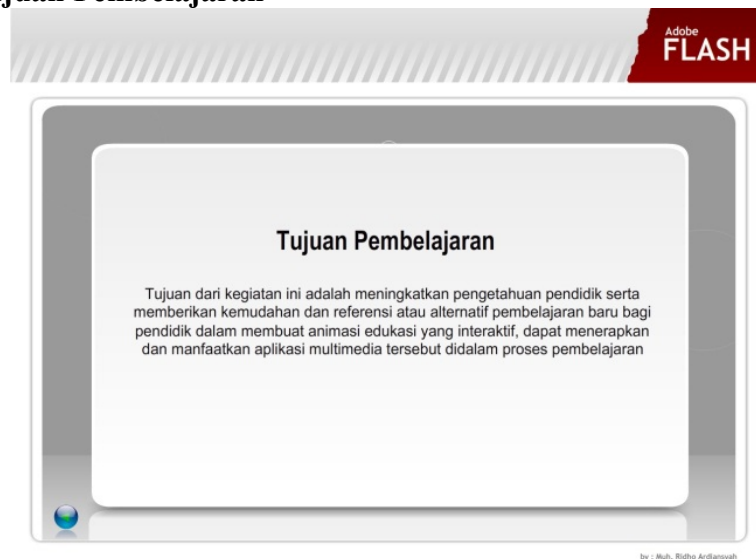 juan Pembelajaran
Adobe
FLASH
Tujuan Pembelajaran
Tujuan dari kegiatan ini adalah meningkatkan pengetahuan pendidik serta
memberikan kemudahan dan referensi atau alternatif pembelajaran baru bagi
pendidik dalam membuat animasi edukasi yang interaktif, dapat menerapkan
dan manfaatkan aplikasi multimedia tersebut didalam proses pembelajaran
by : Muh. Ridho Ardiansyah